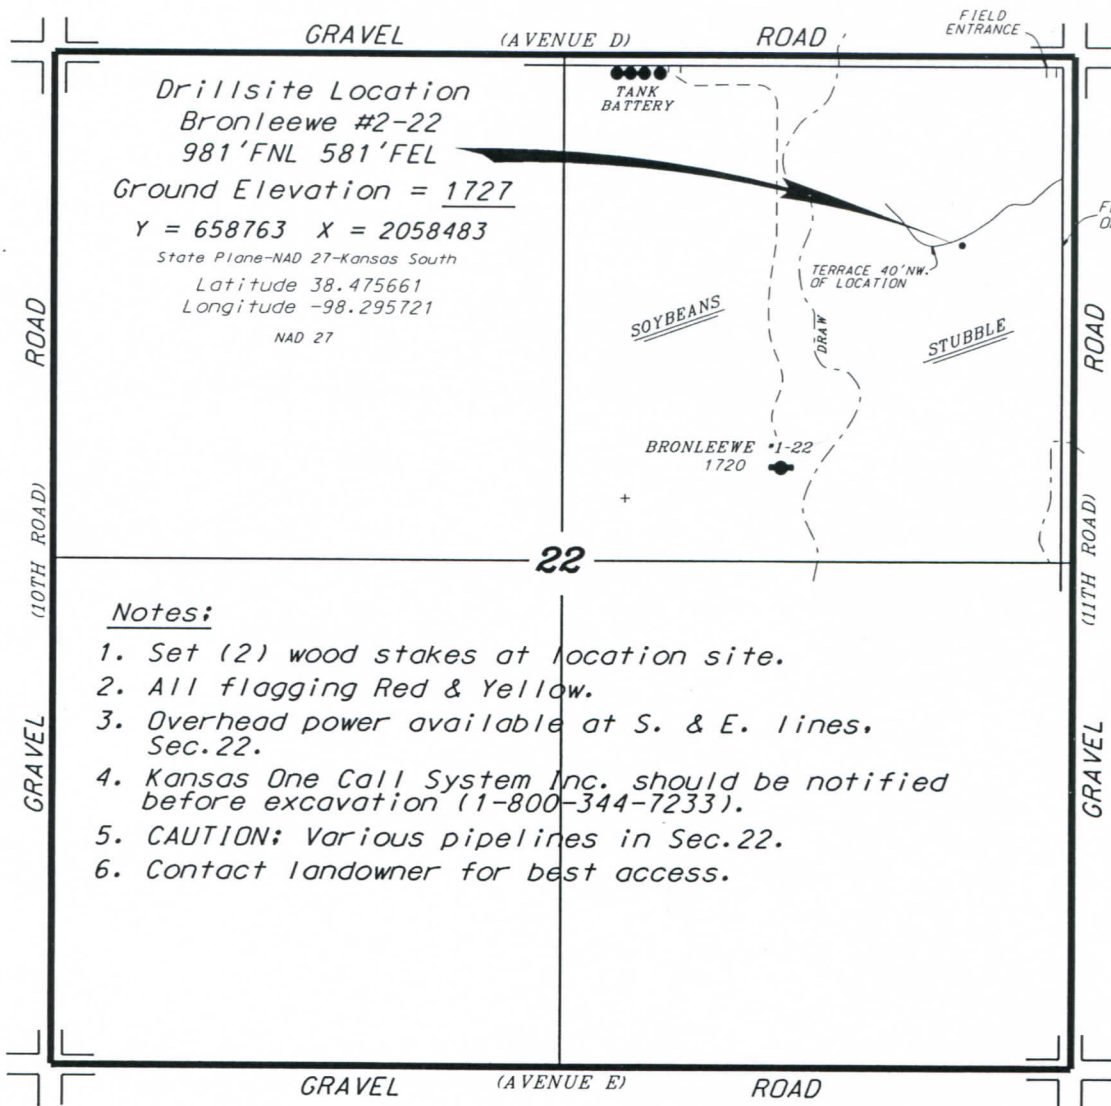 GRAVEL (AVENUE D) ROAD
FIELD
ENTRANCE
Drillsite Location
Bronleewe #2-22
981'FNL 581'FEL
Ground Elevation = 1727
Y = 658763 X = 2058483
State Plane-NAD 27-Kansas South
Latitude 38.475661
Longitude -98.295721
NAD 27
TANK
BATTERY
TERRACE 40'NW.
OF LOCATION
SOYBEANS
DRAW
STUBBLE
BRONLEEWE #1-22
1720
22
ROAD
(10TH ROAD)
GRAVEL
ROAD
(11TH ROAD)
GRAVEL
Notes:
1. Set (2) wood stakes at location site.
2. All flagging Red & Yellow.
3. Overhead power available at S. & E. lines,
Sec.22.
4. Kansas One Call System Inc. should be notified
before excavation (1-800-344-7233).
5. CAUTION: Various pipelines in Sec.22.
6. Contact landowner for best access.
GRAVEL (AVENUE E) ROAD